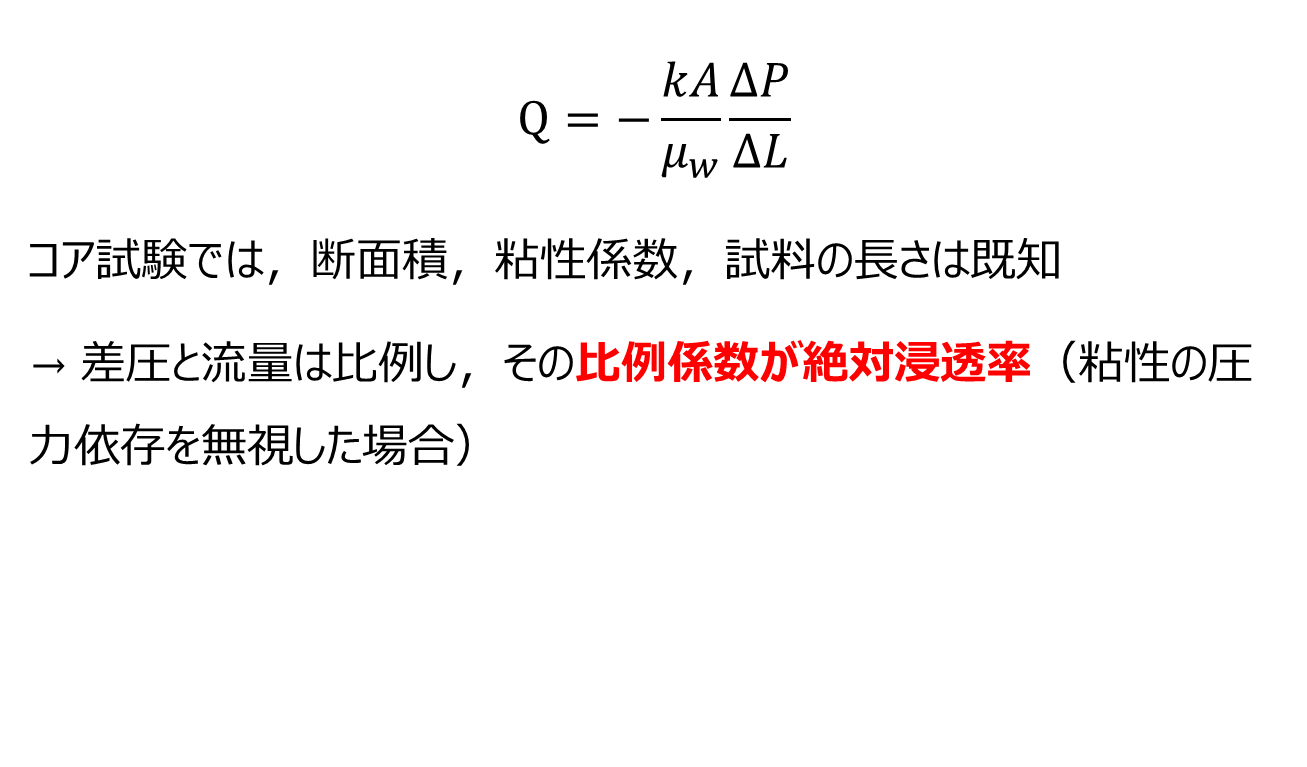 Q = −\frac{kA}{μ_w}\frac{ΔP}{ΔL}
コア試験では，断面積，粘性係数，試料の長さは既知
→ 差圧と流量は比例し，その比例係数が絶対浸透率（粘性の圧
力依存を無視した場合）